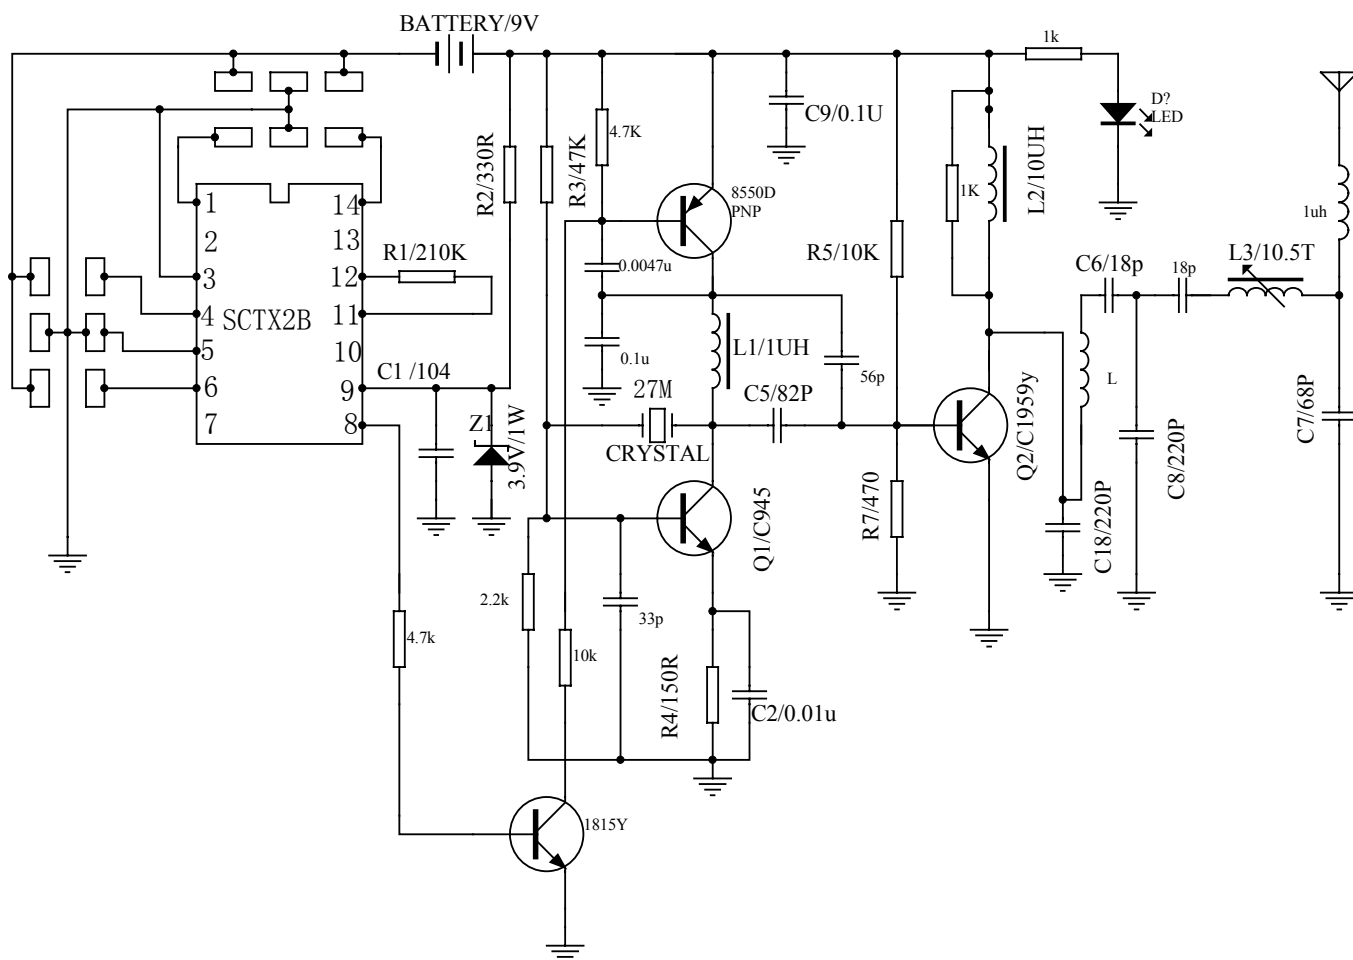 BATTERY/9V
1k
D?
LED
C9/0.1U
4.7K
R2/330R
R3/47K
8550D
PNP
1K
L2/10UH
1uh
1
2
3
4
5
6
7
14
13
12
11
10
9
8
SCTX2B
R1/210K
R5/10K
C6/18p
18p
L3/10.5T
0.0047u
0.1u
L1/1UH
56p
L
C1 /104
27M
CRYSTAL
C5/82P
Z1
3.9V/1W
Q2/C1959y
C8/220P
C7/68P
Q1/C945
R7/470
C18/220P
2.2k
33p
4.7k
10k
R4/150R
C2/0.01u
1815Y